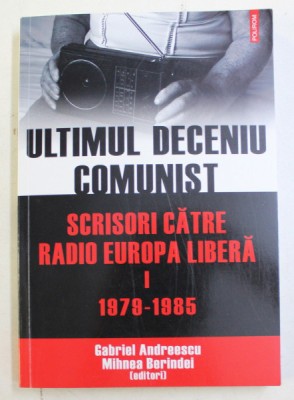 POLIROM
ULTIMUL DECENIU
COMUNIST
SCRISORI CĂTRE
RADIO EUROPA LIBERĂ
I
1979-1985
Gabriel Andreescu
Mihnea Berindei
(editori)